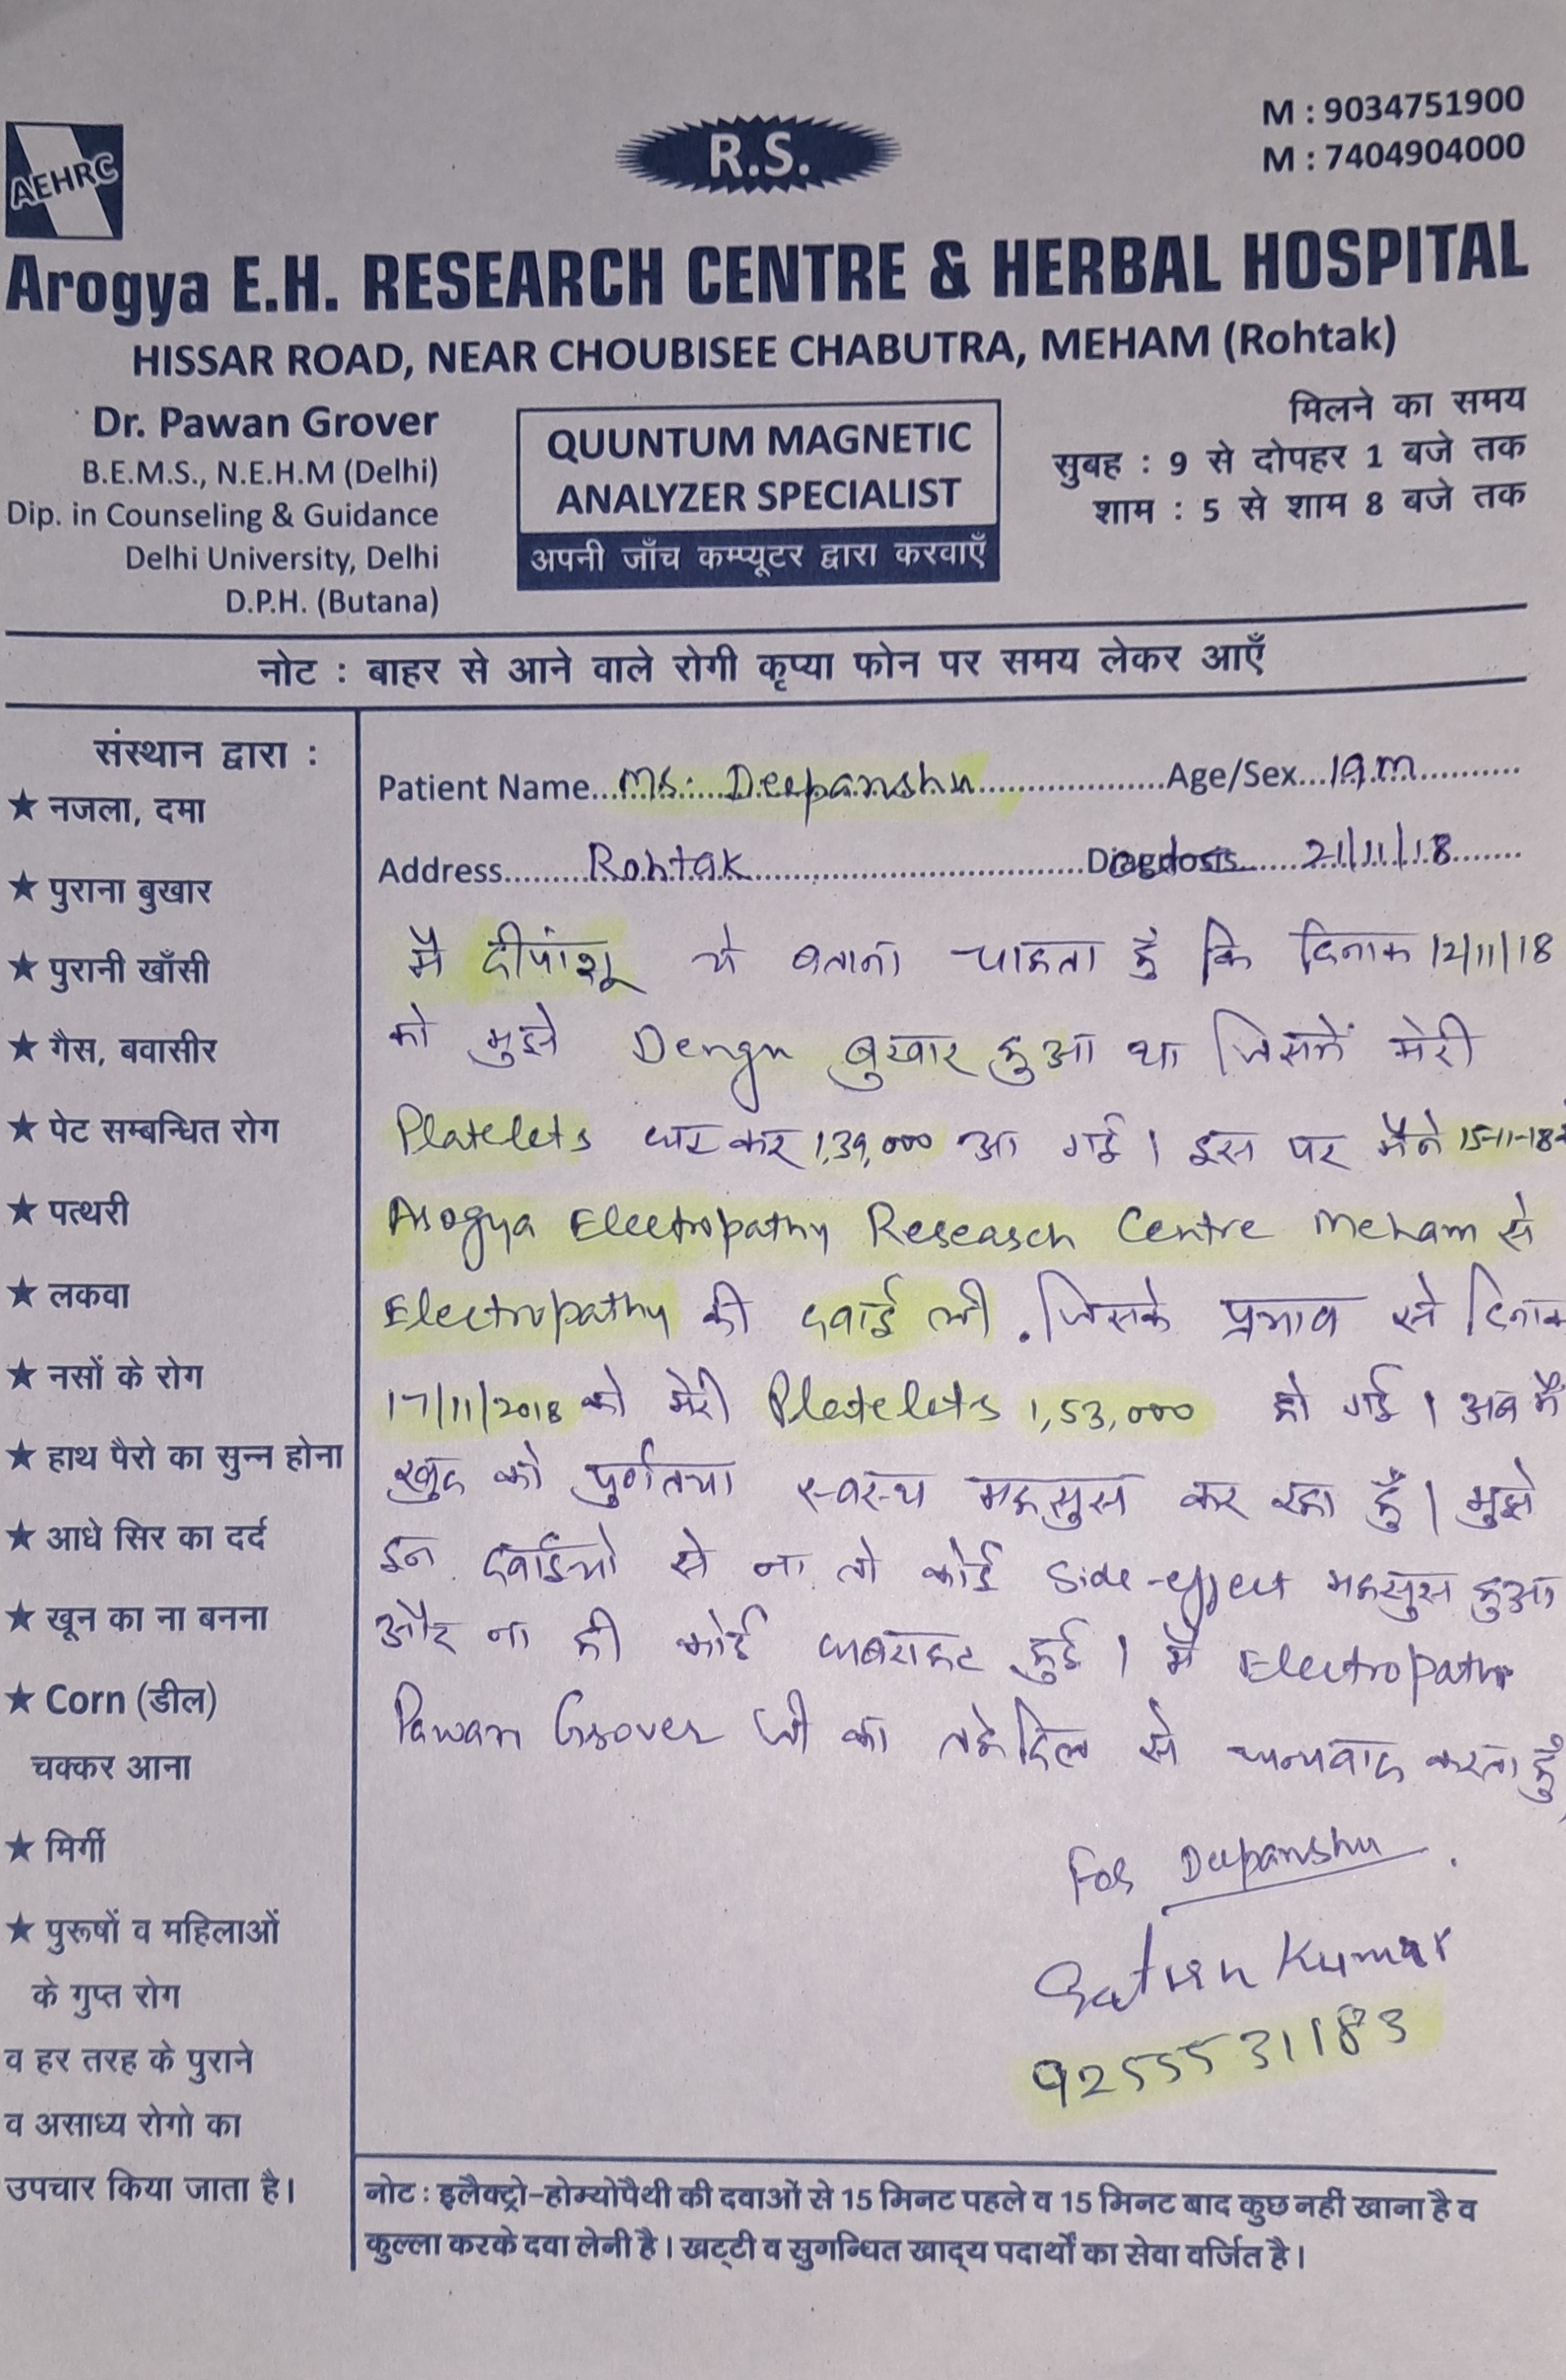 M : 9034751900
M : 7404904000
AEHRC
R.S.
Arogya E.H. RESEARCH CENTRE & HERBAL HOSPITAL
HISSAR ROAD, NEAR CHOUBISEE CHABUTRA, MEHAM (Rohtak)
Dr. Pawan Grover
B.E.M.S., N.E.H.M (Delhi)
Dip. in Counseling & Guidance
Delhi University, Delhi
D.P.H. (Butana)
QUUNTUM MAGNETIC
ANALYZER SPECIALIST
अपनी जाँच कम्प्यूटर द्वारा करवाएँ
मिलने का समय
सुबह : 9 से दोपहर 1 बजे तक
शाम : 5 से शाम 8 बजे तक
नोट : बाहर से आने वाले रोगी कृप्या फोन पर समय लेकर आएँ
संस्थान द्वारा :
★ नजला, दमा
★ पुराना बुखार
★ पुरानी खाँसी
★ गैस, बवासीर
★ पेट सम्बन्धित रोग
★ पत्थरी
★ लकवा
★ नसों के रोग
★ हाथ पैरो का सुन्न होना
★ आधे सिर का दर्द
★ खून का ना बनना
★ Corn (डील)
चक्कर आना
★ मिर्गी
★ पुरूषों व महिलाओं
के गुप्त रोग
व हर तरह के पुराने
व असाध्य रोगो का
उपचार किया जाता है।
Patient Name...Deepanshu...Age/Sex...19m...
Address...Rohtak...Diagnosis...21/11/18...
मै दीपांशू ये बताना चाहता हुँ कि दिनाक 12/11/18
को मुझे Dengu बुखार हुआ था जिसमें मेरी
Platelets घट कर 1,39,000 आ गई। इस पर मैने 15-11-18
Arogya Electropathy Research Centre Meham से
Electropathy की दवाई ली. जिसके प्रभाव से दिनाक
17/11/2018 को मेरी Platelets 1,53,000 हो गई। अब मै
खुद को पुर्णतया स्वस्थ महसुस कर रहा हुँ। मुझे
इन दवाईयो से ना तो कोई side-effect महसुस हुआ
और ना ही कोई घबराहट हुई। मै Electropath
Pawan Grover जी का तहेदिल से धन्यवाद करता हुँ
For Deepanshu
Kumar
9255531183
नोट : इलैक्ट्रो-होम्योपैथी की दवाओं से 15 मिनट पहले व 15 मिनट बाद कुछ नही खाना है व
कुल्ला करके दवा लेनी है। खट्टी व सुगन्धित खाद्य पदार्थों का सेवा वर्जित है।